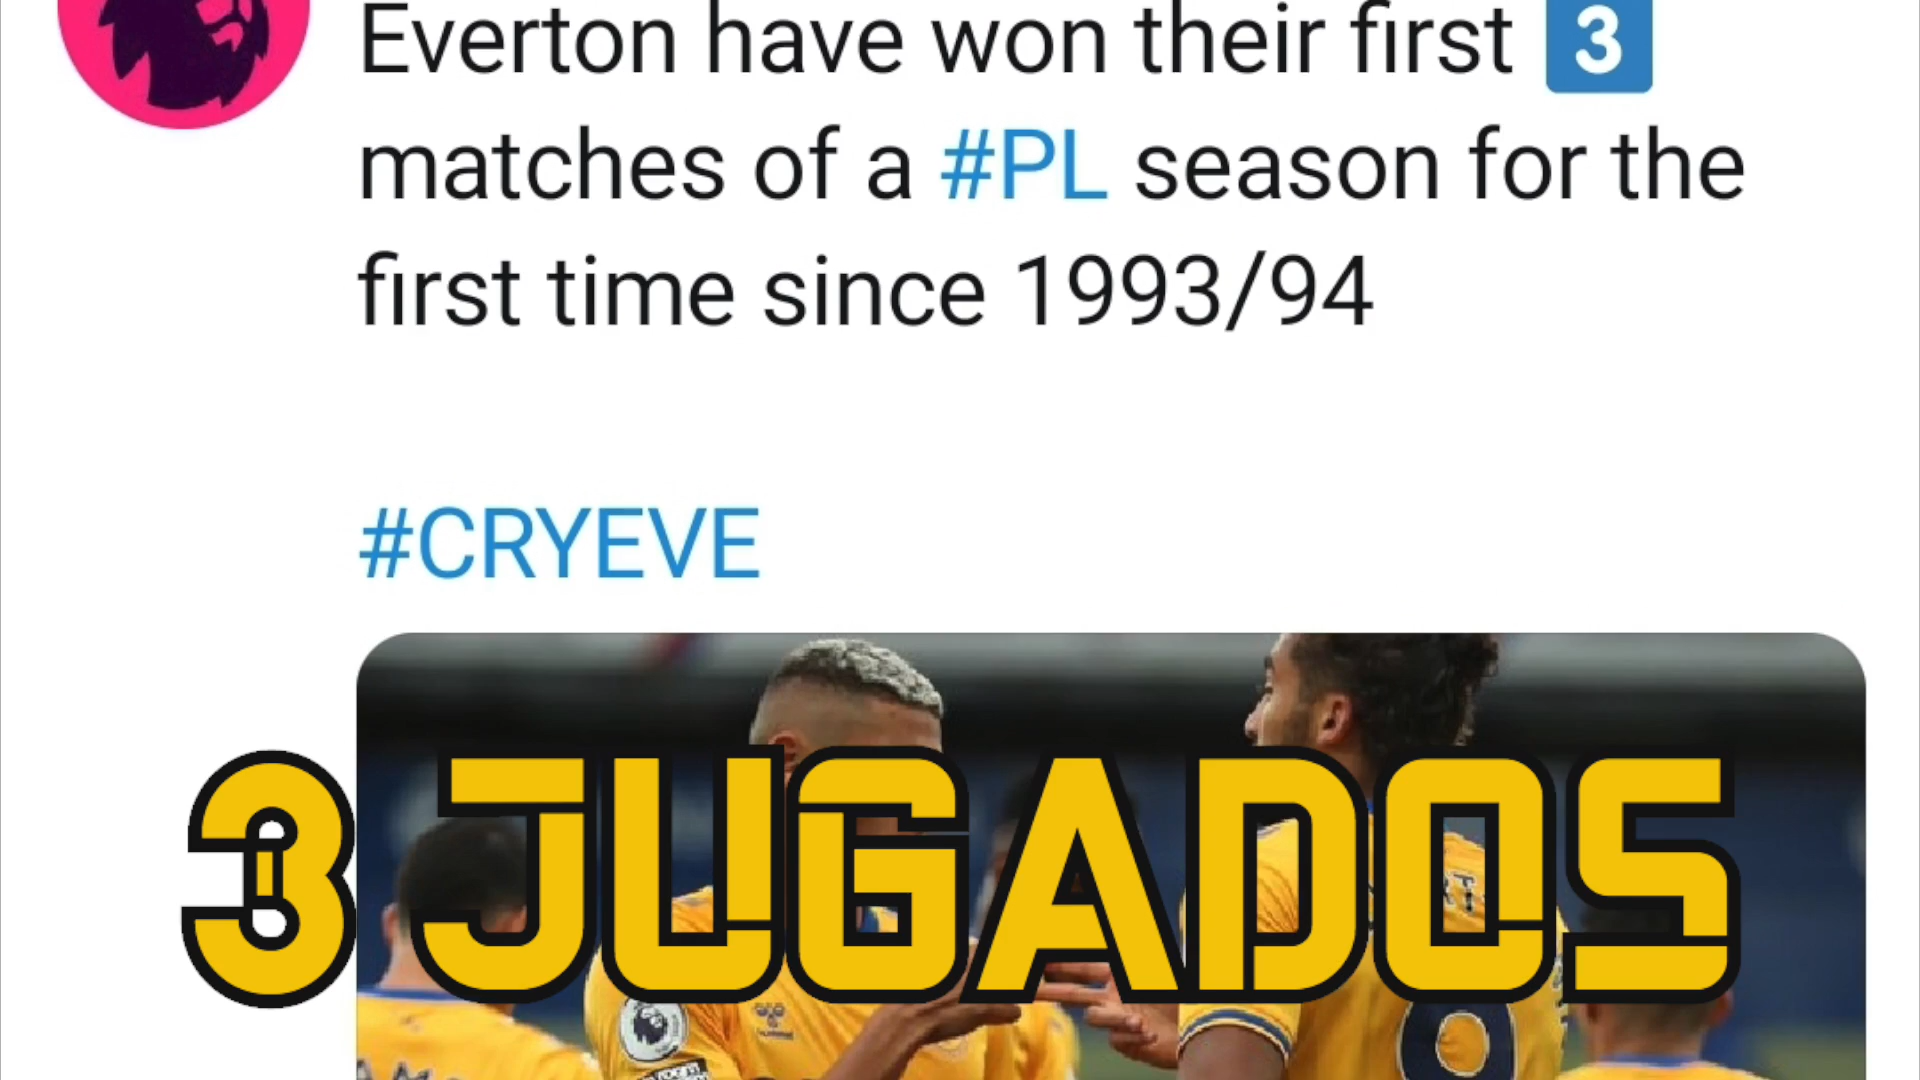 Everton have won their first 3
matches of a #PL season for the
first time since 1993/94
#CRYEVE
3 JUGADOS
9